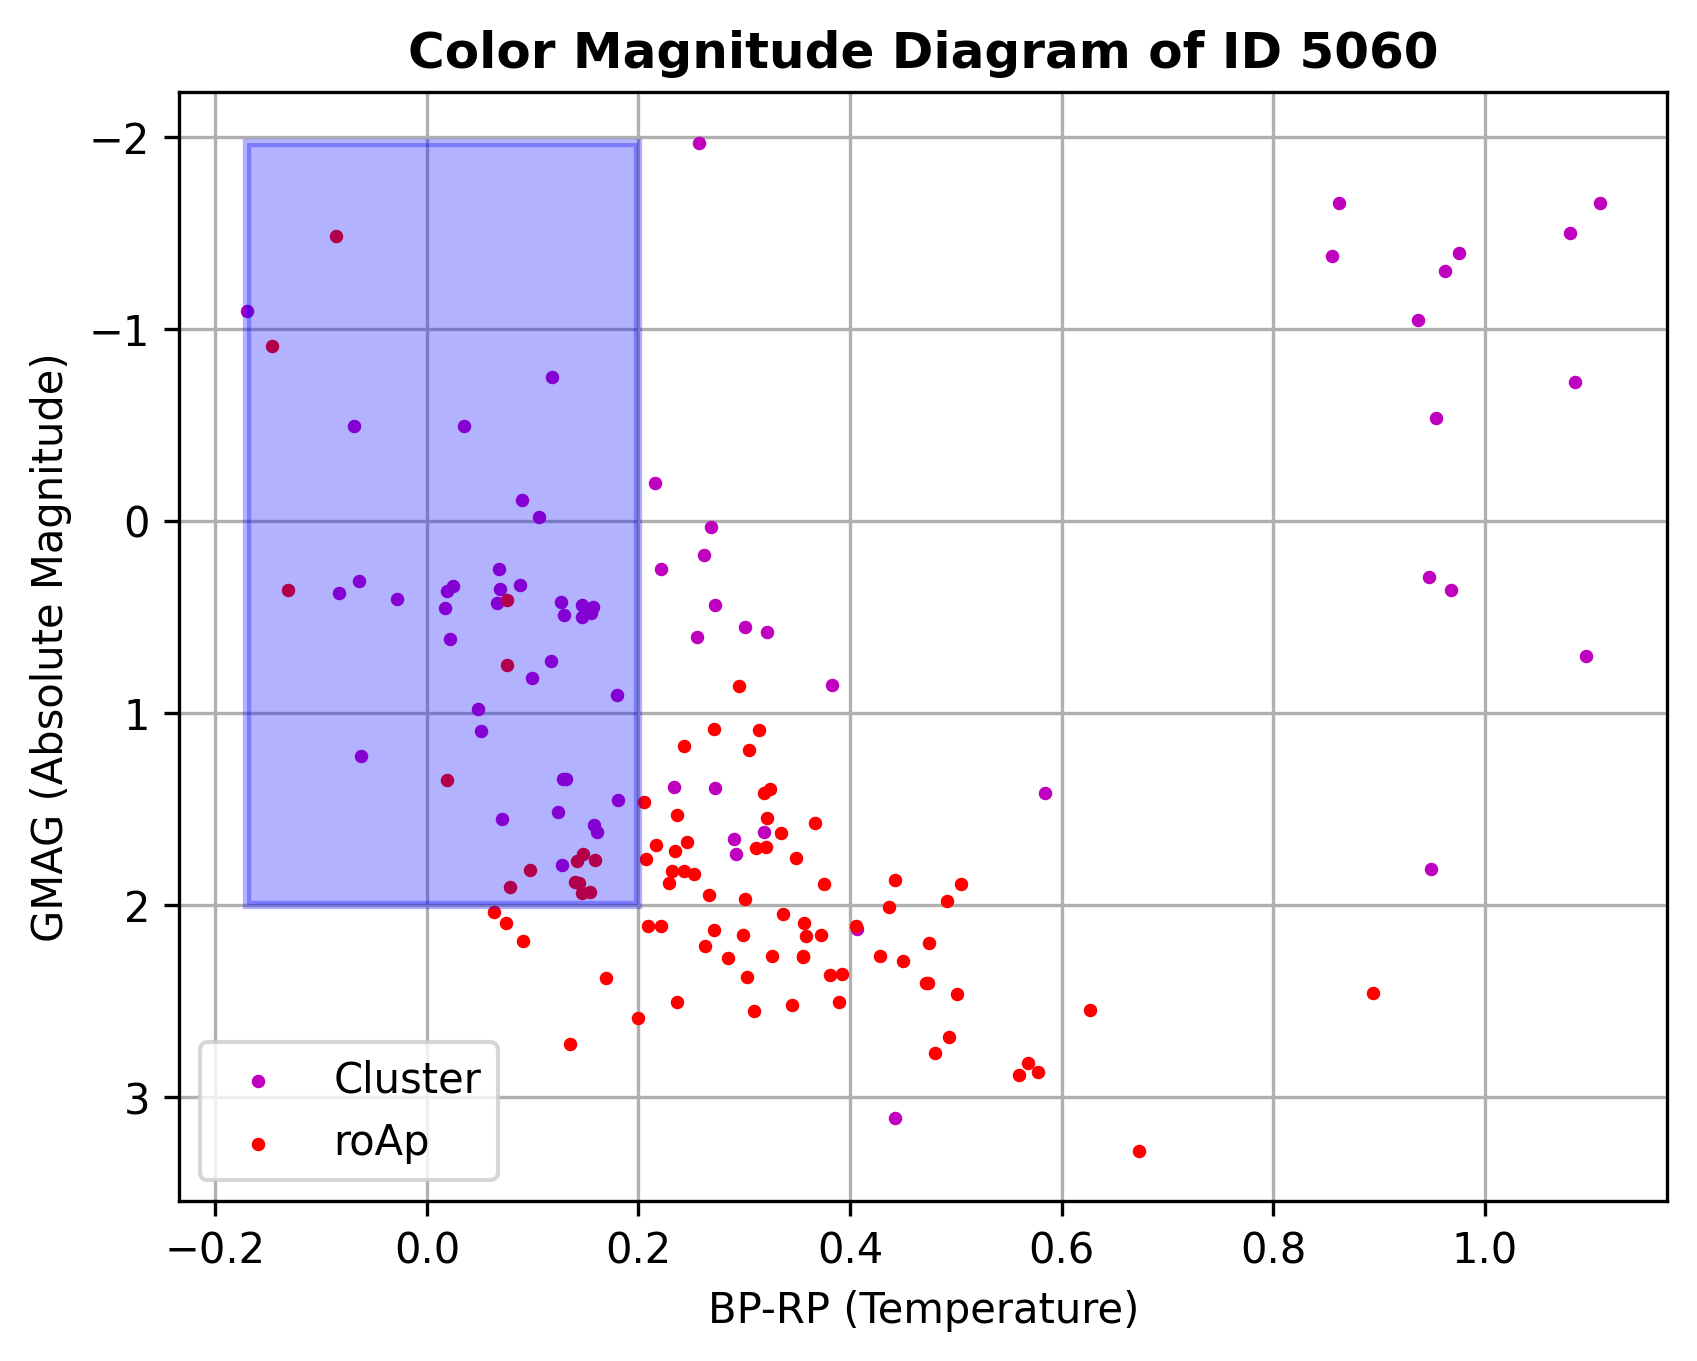 Color Magnitude Diagram of ID 5060
GMAG (Absolute Magnitude)
−2
−1
0
1
2
3
Cluster
roAp
−0.2
0.0
0.2
0.4
0.6
0.8
1.0
BP-RP (Temperature)